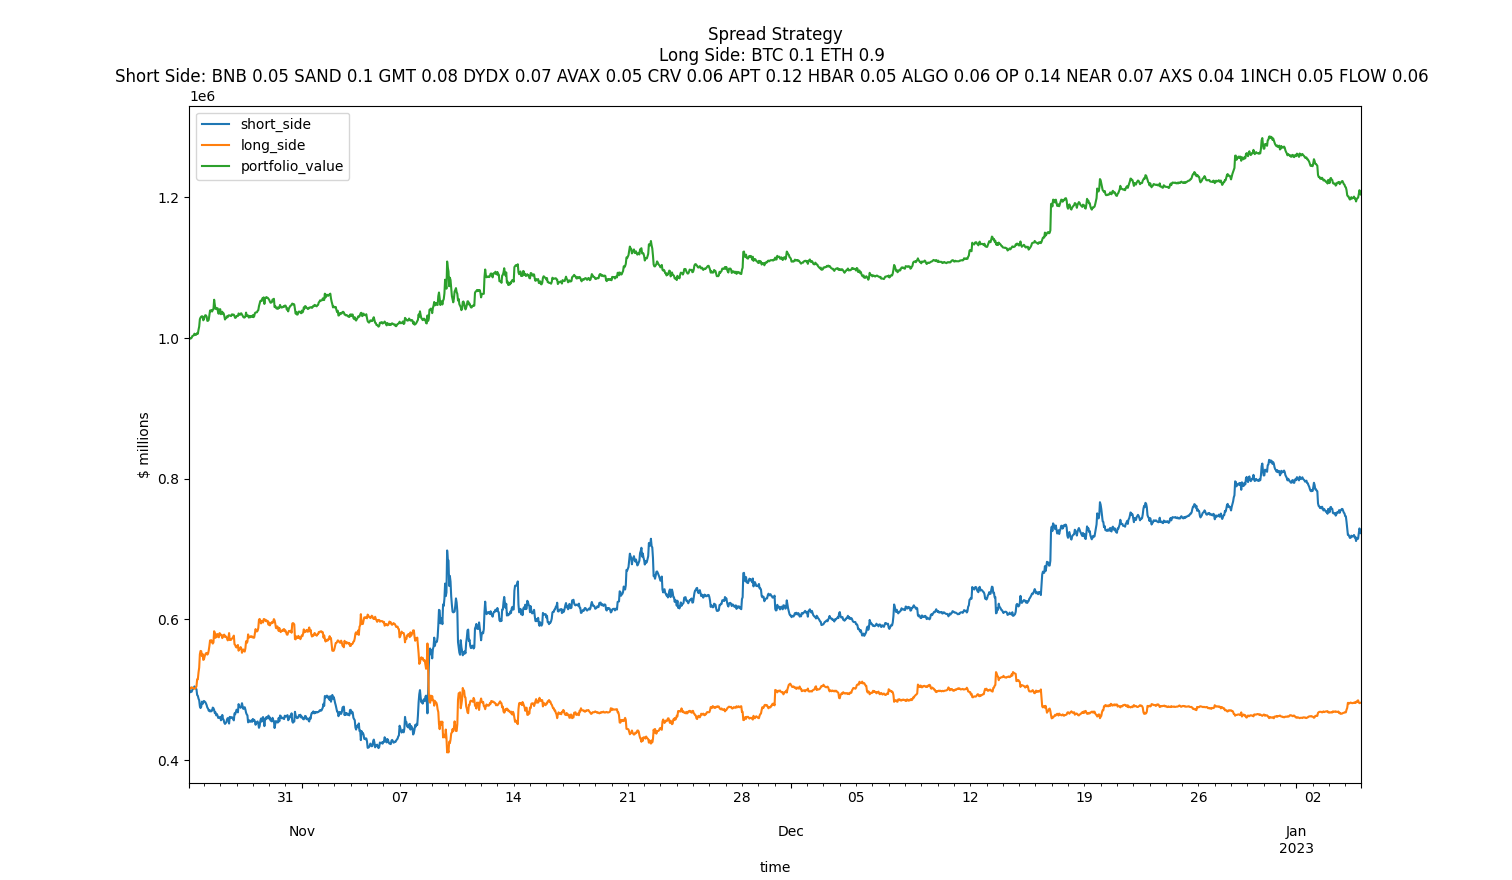 Spread Strategy
Long Side: BTC 0.1 ETH 0.9
Short Side: BNB 0.05 SAND 0.1 GMT 0.08 DYDX 0.07 AVAX 0.05 CRV 0.06 APT 0.12 HBAR 0.05 ALGO 0.06 OP 0.14 NEAR 0.07 AXS 0.04 1INCH 0.05 FLOW 0.06
1e6
short_side
long_side
portfolio_value
1.2
1.0
0.8
0.6
0.4
$ millions
31 07 14 21 28 05 12 19 26 02
Nov Dec Jan
2023
time